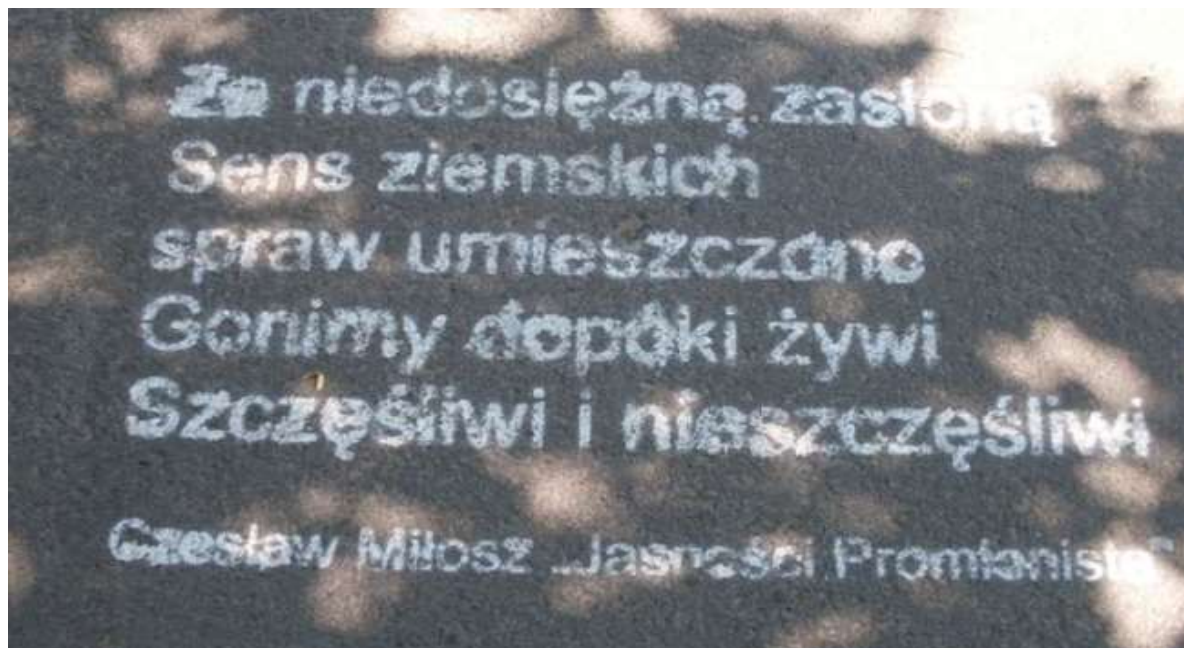 Za niedosiężną zasłoną
Sens ziemskich
spraw umieszczono
Gonimy dopóki żywi
Szczęśliwi i nieszczęśliwi
Czesław Miłosz „Jasności Promieniste”